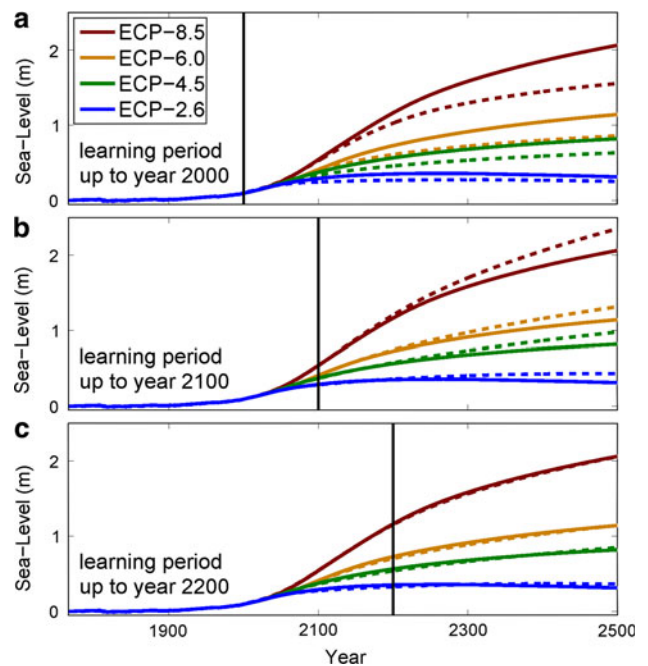 a
ECP-8.5
ECP-6.0
ECP-4.5
ECP-2.6
learning period
up to year 2000
Sea-Level (m)
2
1
0
b
learning period
up to year 2100
Sea-Level (m)
2
1
0
c
learning period
up to year 2200
Sea-Level (m)
2
1
0
1900
2100
2300
2500
Year